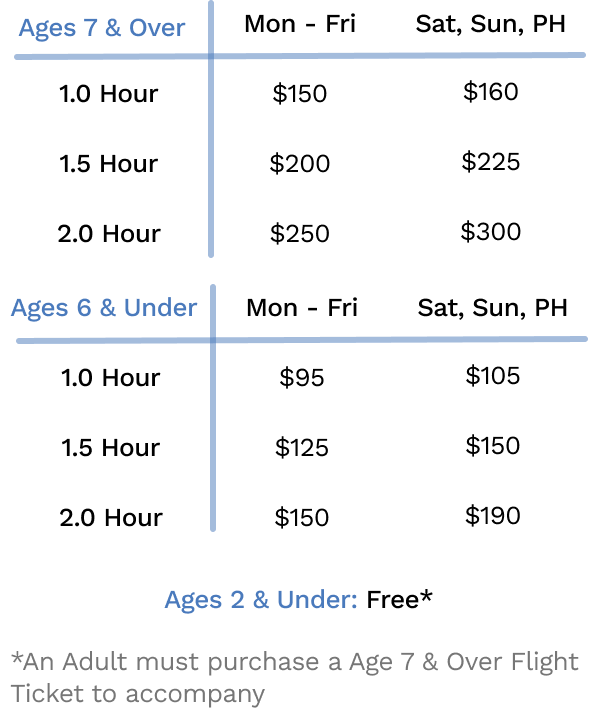 Ages 7 & Over Mon - Fri Sat, Sun, PH
1.0 Hour $150 $160
1.5 Hour $200 $225
2.0 Hour $250 $300
Ages 6 & Under Mon - Fri Sat, Sun, PH
1.0 Hour $95 $105
1.5 Hour $125 $150
2.0 Hour $150 $190
Ages 2 & Under: Free*
*An Adult must purchase a Age 7 & Over Flight
Ticket to accompany